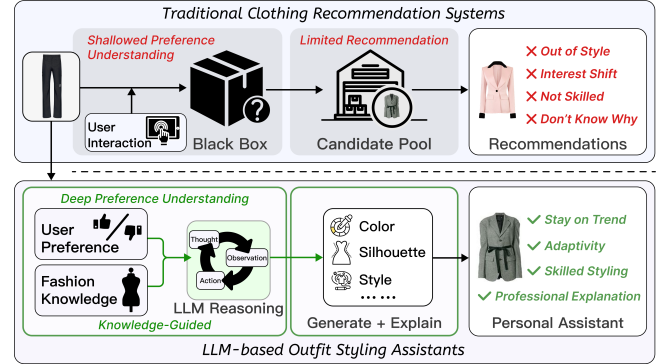 Traditional Clothing Recommendation Systems
Shallowed Preference
Understanding
Limited Recommendation
User
Interaction
?
Black Box
Candidate Pool
Recommendations
✗ Out of Style
✗ Interest Shift
✗ Not Skilled
✗ Don't Know Why
Deep Preference Understanding
User
Preference
Fashion
Knowledge
Knowledge-Guided
Thought
Observation
Action
LLM Reasoning
Color
Silhouette
Style
... ...
Generate + Explain
✓ Stay on Trend
✓ Adaptivity
✓ Skilled Styling
✓ Professional Explanation
Personal Assistant
LLM-based Outfit Styling Assistants